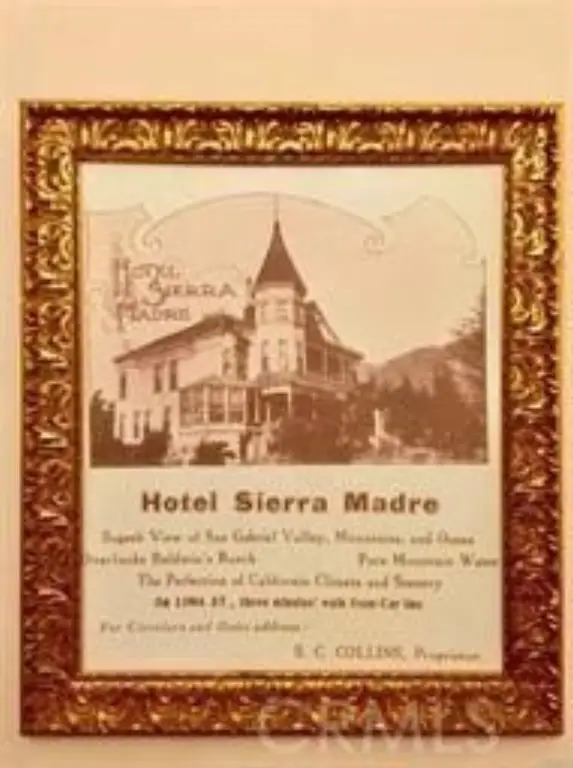 HOTEL
SIERRA
MADRE
Hotel Sierra Madre
Superb View of San Gabriel Valley, Mountains, and Ocean
Overlooks Baldwin's Ranch Pure Mountain Water
The Perfection of California Climate and Scenery
three minutes' walk from Car line
For Circulars and Rates address:-
S. C. COLLINS, Proprietor
CRMLS